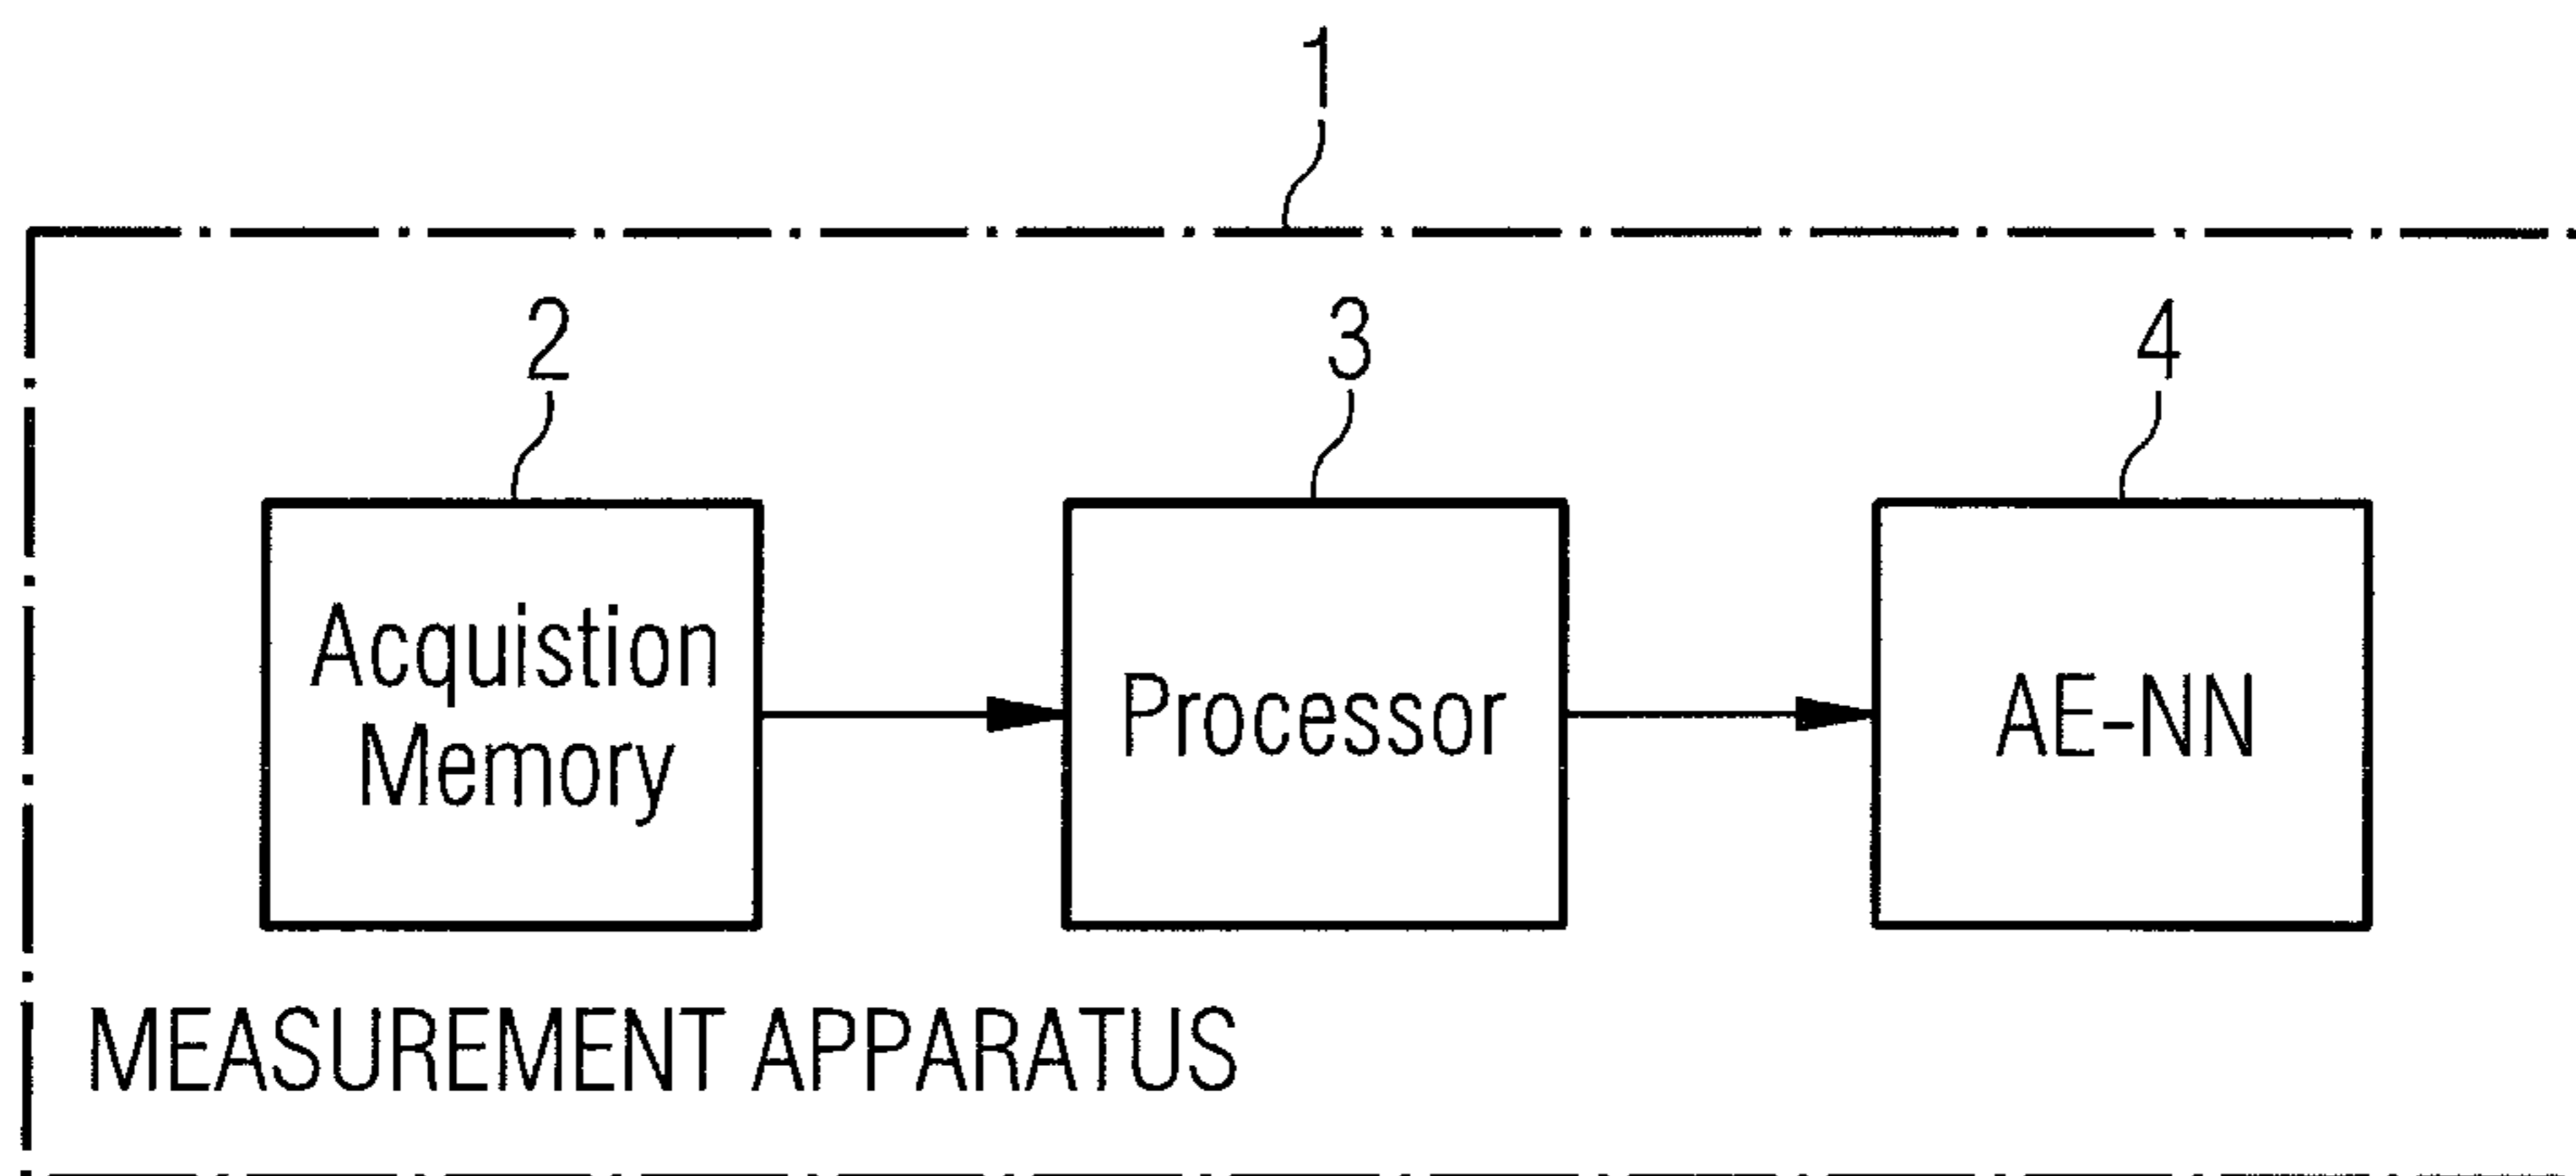 1
2
3
4
Acquistion
Memory
Processor
AE-NN
MEASUREMENT APPARATUS